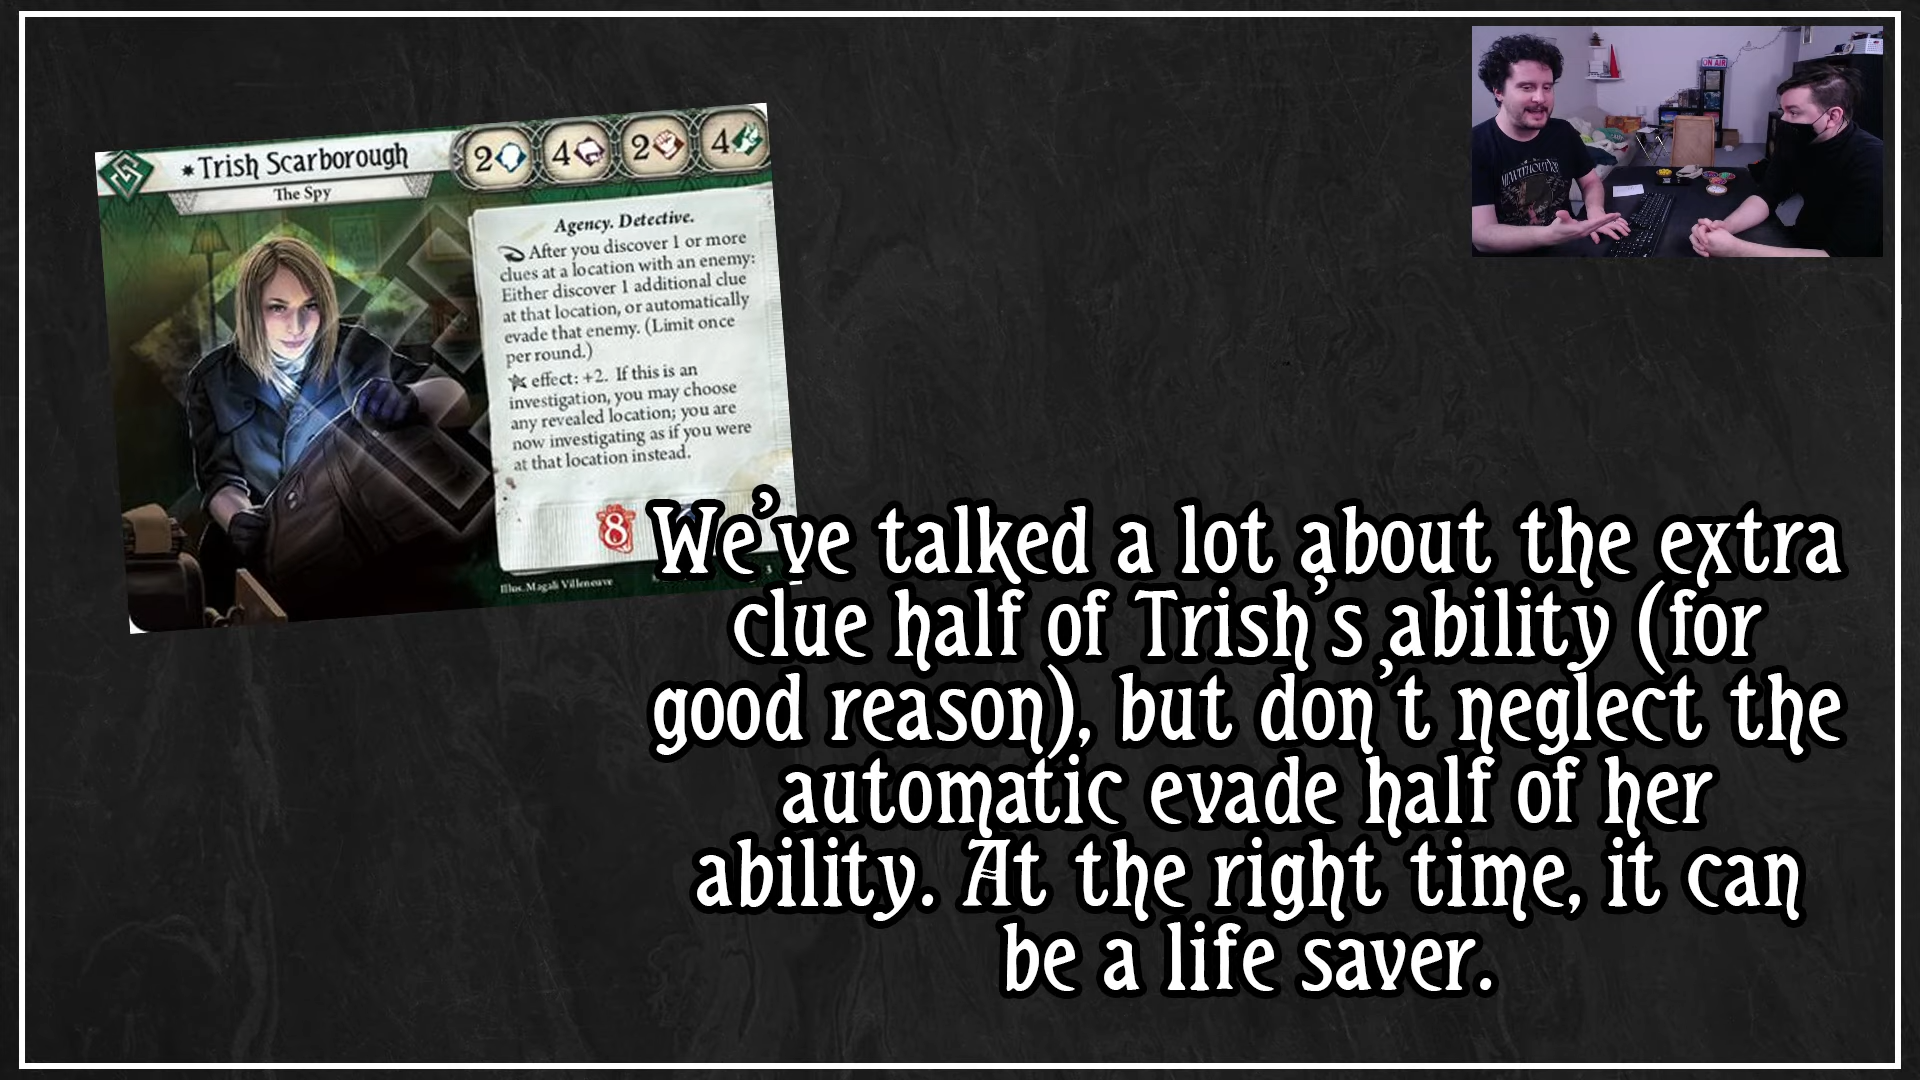 Trish Scarborough
The Spy
2 4 2 4
Agency. Detective.
After you discover 1 or more
clues at a location with an enemy:
Either discover 1 additional clue
at that location, or automatically
evade that enemy. (Limit once
per round.)
effect: +2. If this is an
investigation, you may choose
any revealed location; you are
now investigating as if you were
at that location instead.
8
Illus. Magali Villeneuve
3
ON AIR
We've talked a lot about the extra
clue half of Trish's ability (for
good reason), but don't neglect the
automatic evade half of her
ability. At the right time, it can
be a life saver.